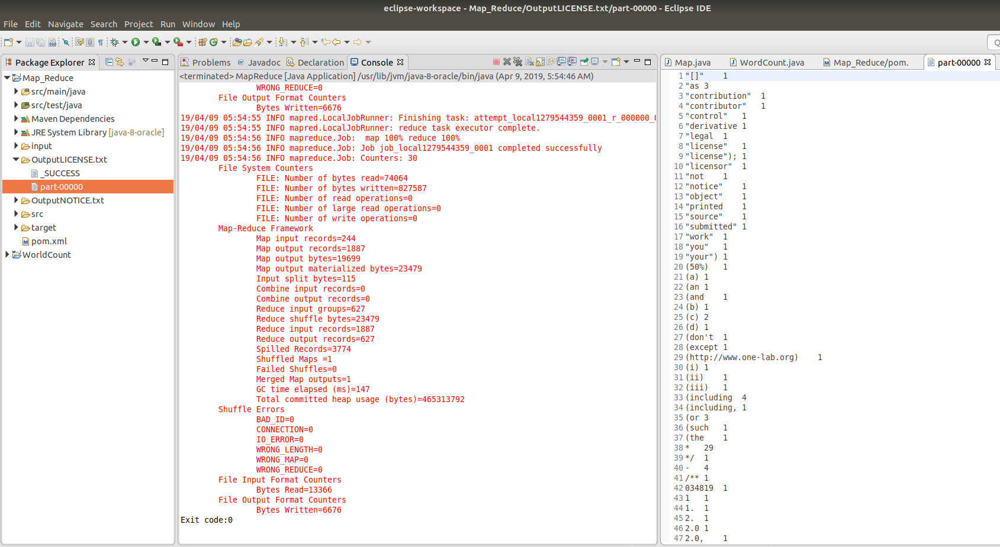 eclipse-workspace - Map_Reduce/OutputLICENSE.txt/part-00000 - Eclipse IDE
File Edit Navigate Search Project Run Window Help
Package Explorer
Map_Reduce
src/main/java
src/test/java
Maven Dependencies
JRE System Library [java-8-oracle]
input
OutputLICENSE.txt
_SUCCESS
part-00000
OutputNOTICE.txt
src
target
pom.xml
WorldCount
Problems @ Javadoc Declaration Console
<terminated> MapReduce [Java Application] /usr/lib/jvm/java-8-oracle/bin/java (Apr 9, 2019, 5:54:46 AM)
WRONG_REDUCE=0
File Output Format Counters
Bytes Written=6676
19/04/09 05:54:55 INFO mapred.LocalJobRunner: Finishing task: attempt_local1279544359_0001_r_000000_
19/04/09 05:54:55 INFO mapred.LocalJobRunner: reduce task executor complete.
19/04/09 05:54:56 INFO mapreduce.Job:  map 100% reduce 100%
19/04/09 05:54:56 INFO mapreduce.Job: Job job_local1279544359_0001 completed successfully
19/04/09 05:54:56 INFO mapreduce.Job: Counters: 30
File System Counters
FILE: Number of bytes read=74064
FILE: Number of bytes written=827587
FILE: Number of read operations=0
FILE: Number of large read operations=0
FILE: Number of write operations=0
Map-Reduce Framework
Map input records=244
Map output records=1887
Map output bytes=19699
Map output materialized bytes=23479
Input split bytes=115
Combine input records=0
Combine output records=0
Reduce input groups=627
Reduce shuffle bytes=23479
Reduce input records=1887
Reduce output records=627
Spilled Records=3774
Shuffled Maps =1
Failed Shuffles=0
Merged Map outputs=1
GC time elapsed (ms)=147
Total committed heap usage (bytes)=465313792
Shuffle Errors
BAD_ID=0
CONNECTION=0
IO_ERROR=0
WRONG_LENGTH=0
WRONG_MAP=0
WRONG_REDUCE=0
File Input Format Counters
Bytes Read=13366
File Output Format Counters
Bytes Written=6676
Exit code:0
Map.java WordCount.java Map_Reduce/pom. part-00000
1 "[]" 1
2 "as 3
3 "contribution" 1
4 "contributor" 1
5 "control" 1
6 "derivative 1
7 "legal 1
8 "license" 1
9 "license"); 1
10 "licensor" 1
11 "not 1
12 "notice" 1
13 "object" 1
14 "printed 1
15 "source" 1
16 "submitted" 1
17 "work" 1
18 "you" 1
19 "your") 1
20 (50%) 1
21 (a) 1
22 (an 1
23 (and 1
24 (b) 1
25 (c) 2
26 (d) 1
27 (don't 1
28 (except 1
29 (http://www.one-lab.org) 1
30 (i) 1
31 (ii) 1
32 (iii) 1
33 (including 4
34 (including, 1
35 (or 3
36 (such 1
37 (the 1
38 * 29
39 */ 1
40 - 4
41 /** 1
42 034819 1
43 1 1
44 1. 1
45 2. 1
46 2.0 1
47 2.0, 1